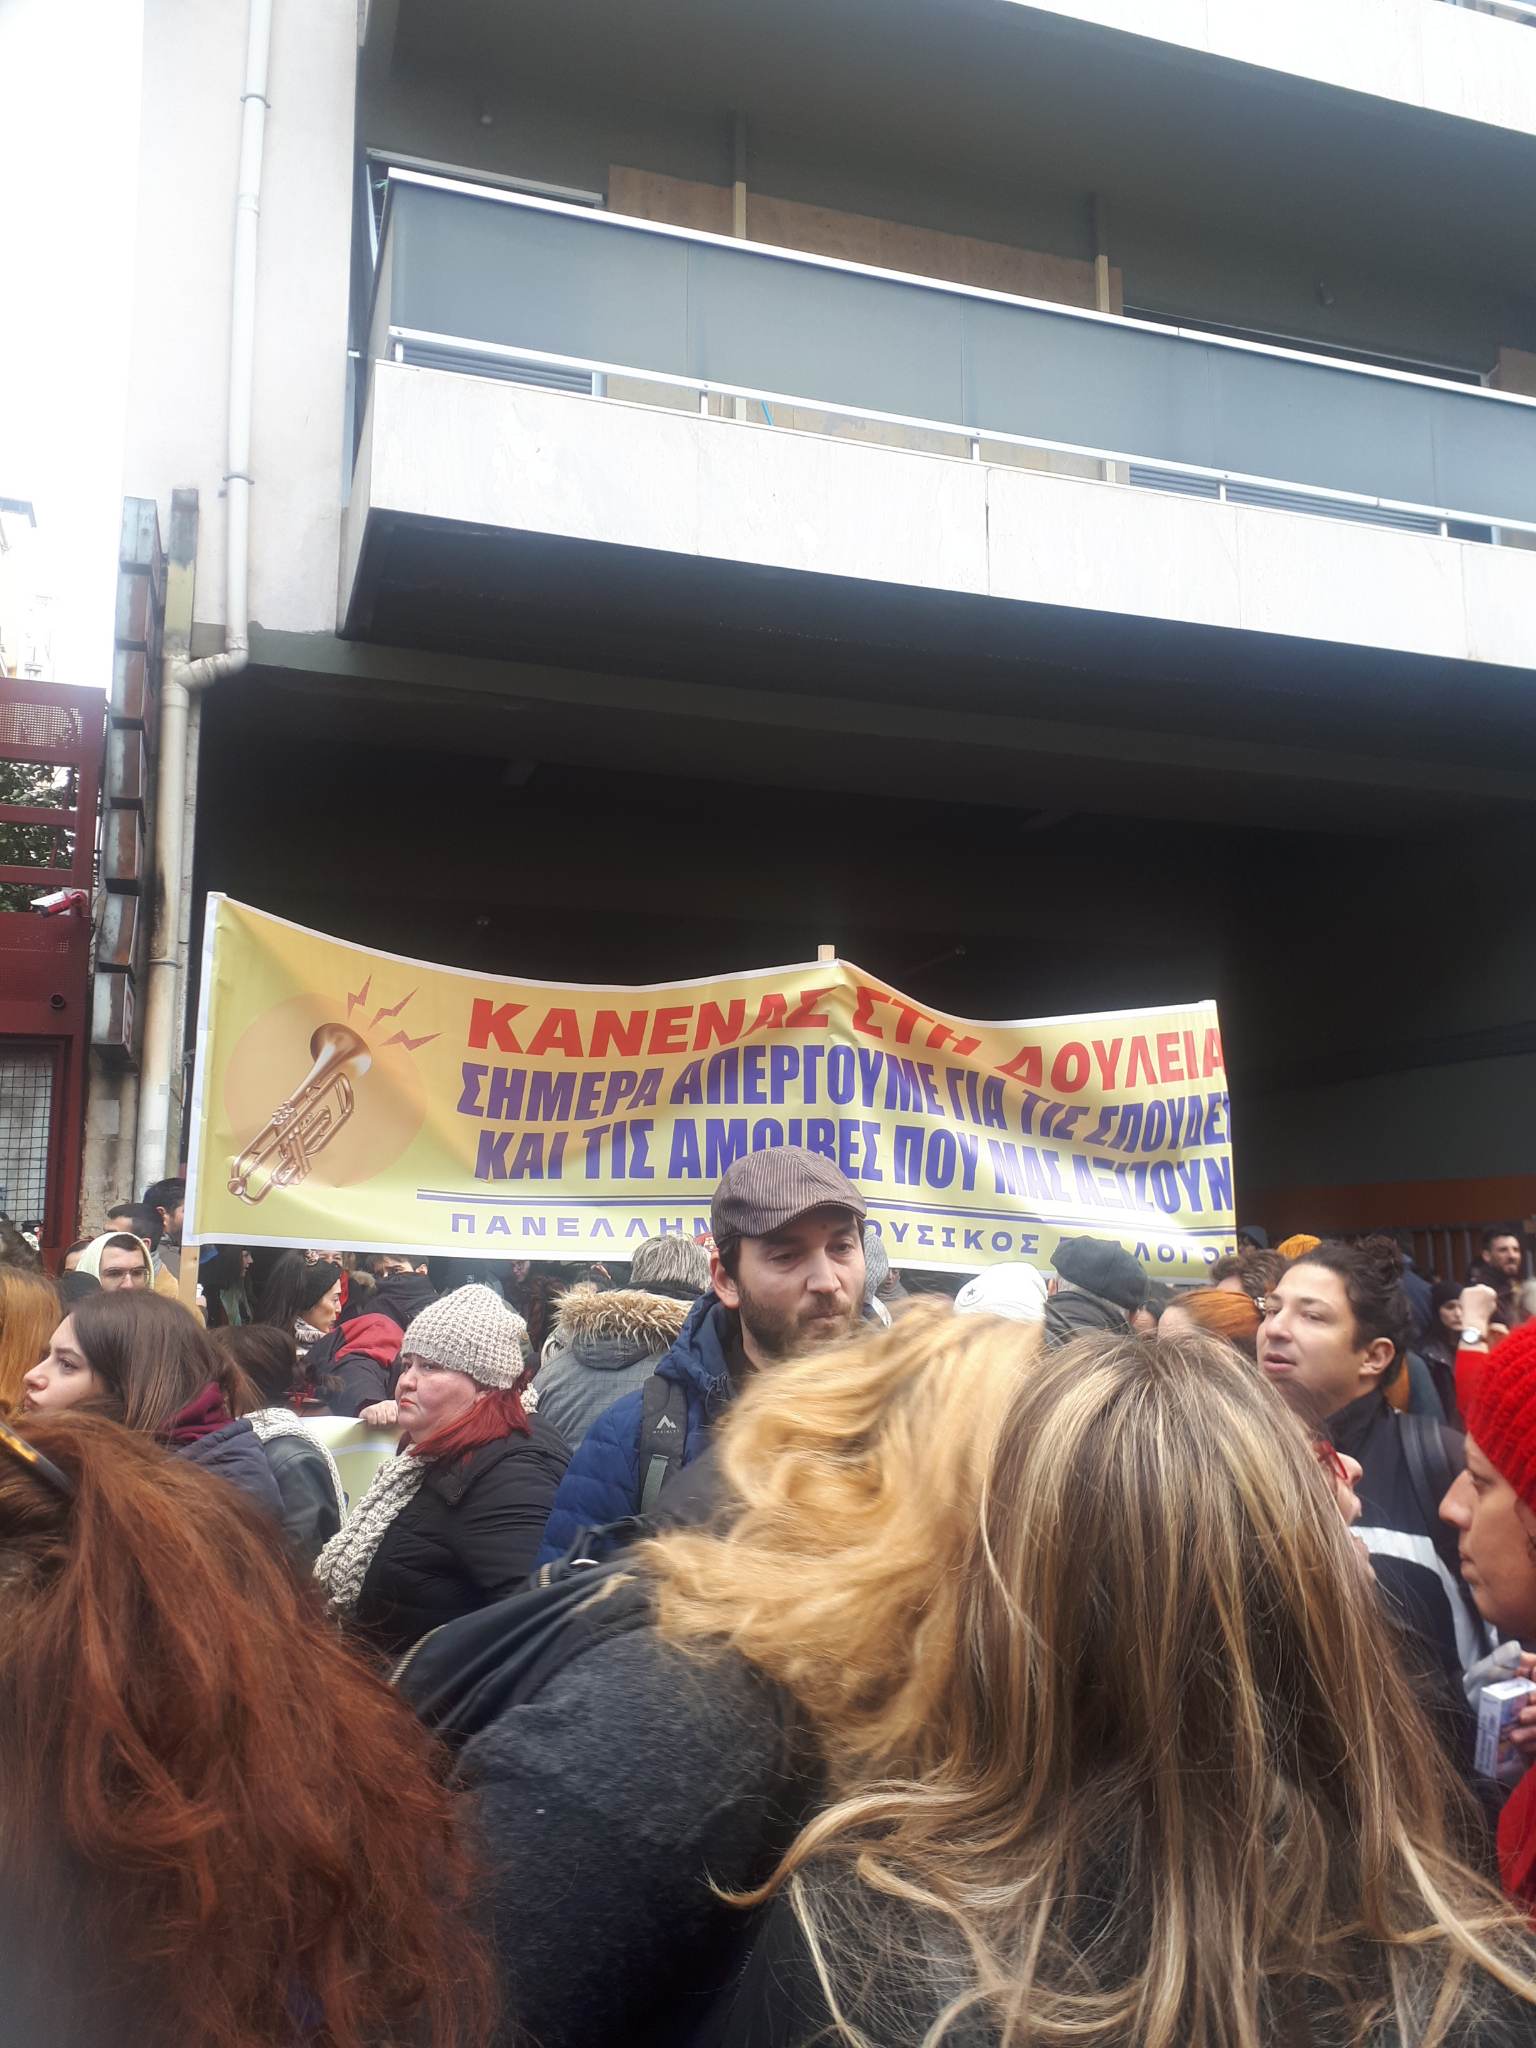 ΚΑΝΕΝΑΣ ΣΤΗ ΔΟΥΛΕΙΑ
ΣΗΜΕΡΑ ΑΠΕΡΓΟΥΜΕ ΓΙΑ ΤΙΣ ΣΠΟΥΔΕΣ
ΚΑΙ ΤΙΣ ΑΜΟΙΒΕΣ ΠΟΥ ΜΑΣ ΑΞΙΖΟΥΝ